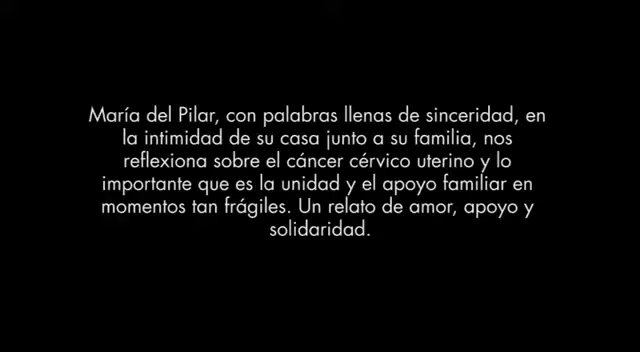 María del Pilar, con palabras llenas de sinceridad, en
la intimidad de su casa junto a su familia, nos
reflexiona sobre el cáncer cérvico uterino y lo
importante que es la unidad y el apoyo familiar en
momentos tan frágiles. Un relato de amor, apoyo y
solidaridad.